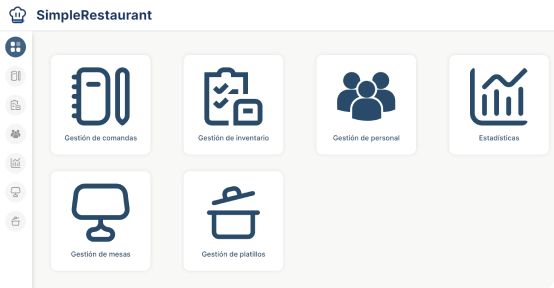 SimpleRestaurant
Gestión de comandas
Gestión de inventario
Gestión de personal
Estadísticas
Gestión de mesas
Gestión de platillos